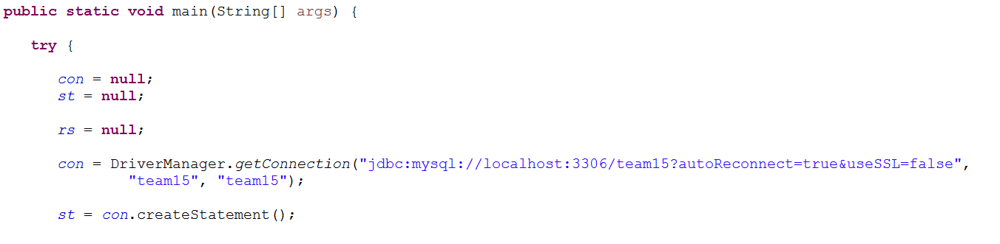 public static void main(String[] args) {
try {
con = null;
st = null;
rs = null;
con = DriverManager.getConnection("jdbc:mysql://localhost:3306/team15?autoReconnect=true&useSSL=false",
"team15", "team15");
st = con.createStatement();